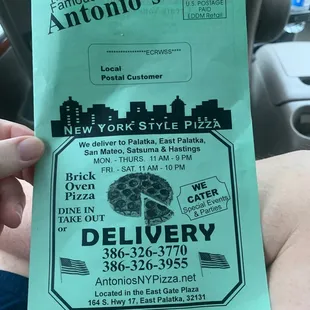 Famous
Antonio's
U.S. POSTAGE
PAID
EDDM Retail
******************ECRWSS****
Local
Postal Customer
NEW YORK STYLE PIZZA
We deliver to Palatka, East Palatka,
San Mateo, Satsuma & Hastings
MON. - THURS. 11 AM - 9 PM
FRI. - SAT. 11 AM - 10 PM
Brick
Oven
Pizza
DINE IN
TAKE OUT
or
WE
CATER
Special Events
& Parties
DELIVERY
386-326-3770
386-326-3955
AntoniosNYPizza.net
Located in the East Gate Plaza
164 S. Hwy 17, East Palatka, 32131